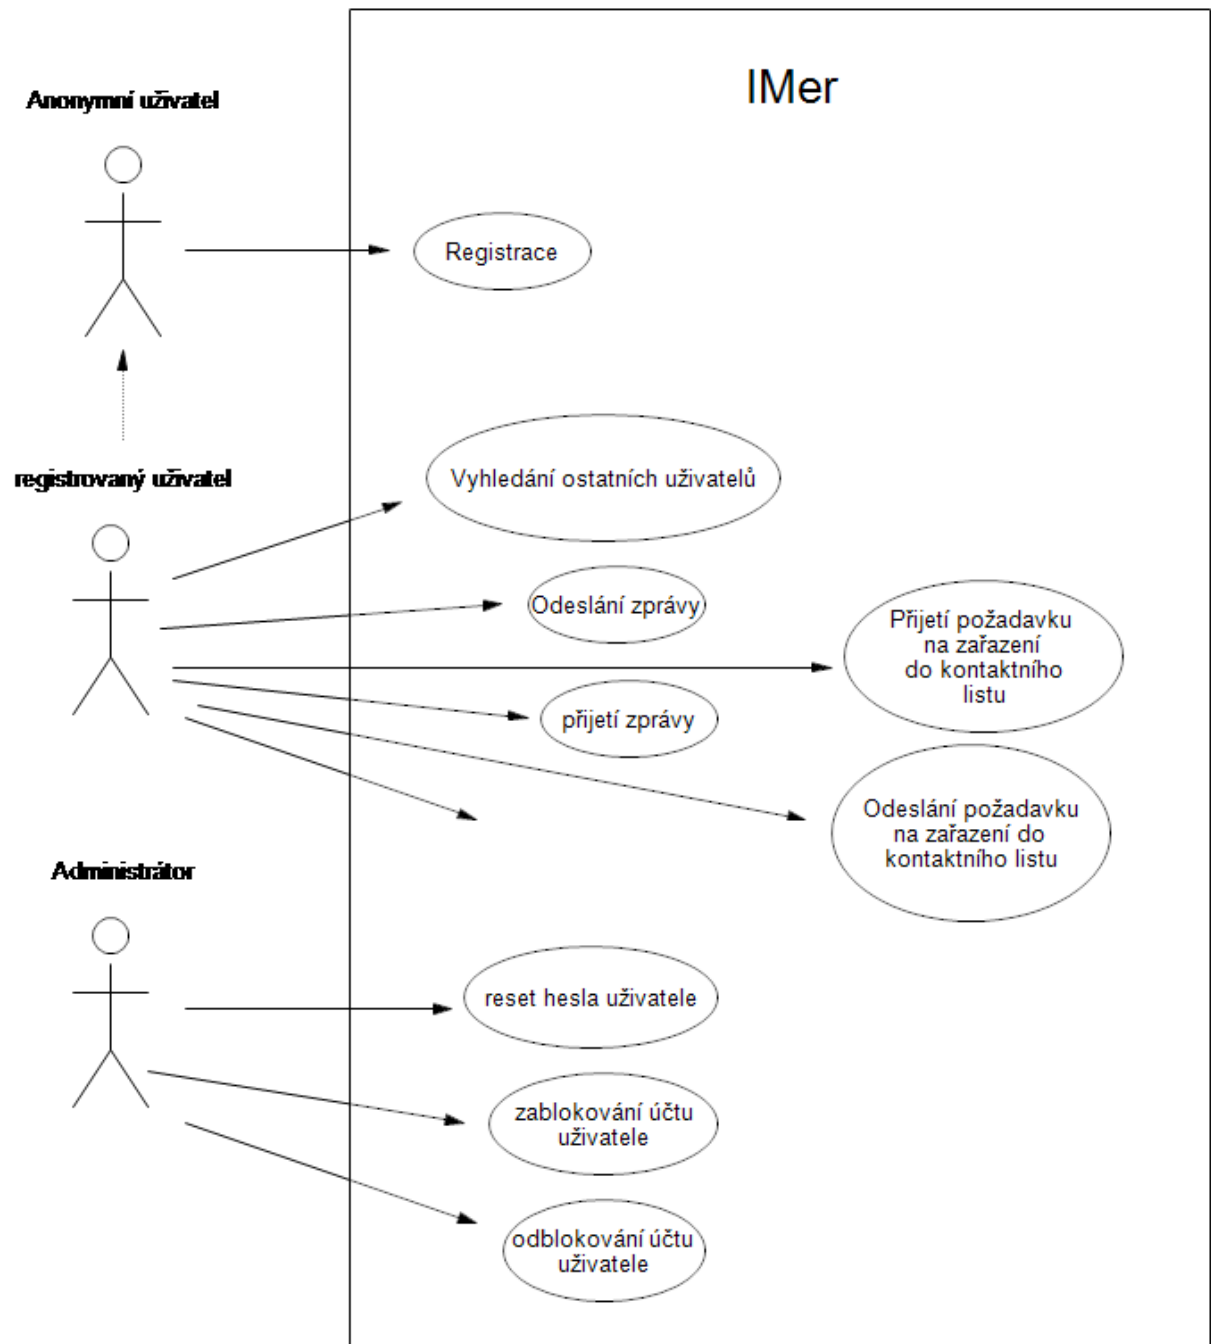 IMer
Anonymní uživatel
Registrace
registrovaný uživatel
Vyhledání ostatních uživatelů
Odeslání zprávy
Přijetí požadavku
na zařazení
do kontaktního
listu
přijetí zprávy
Odeslání požadavku
na zařazení do
kontaktního listu
Administrátor
reset hesla uživatele
zablokování účtu
uživatele
odblokování účtu
uživatele